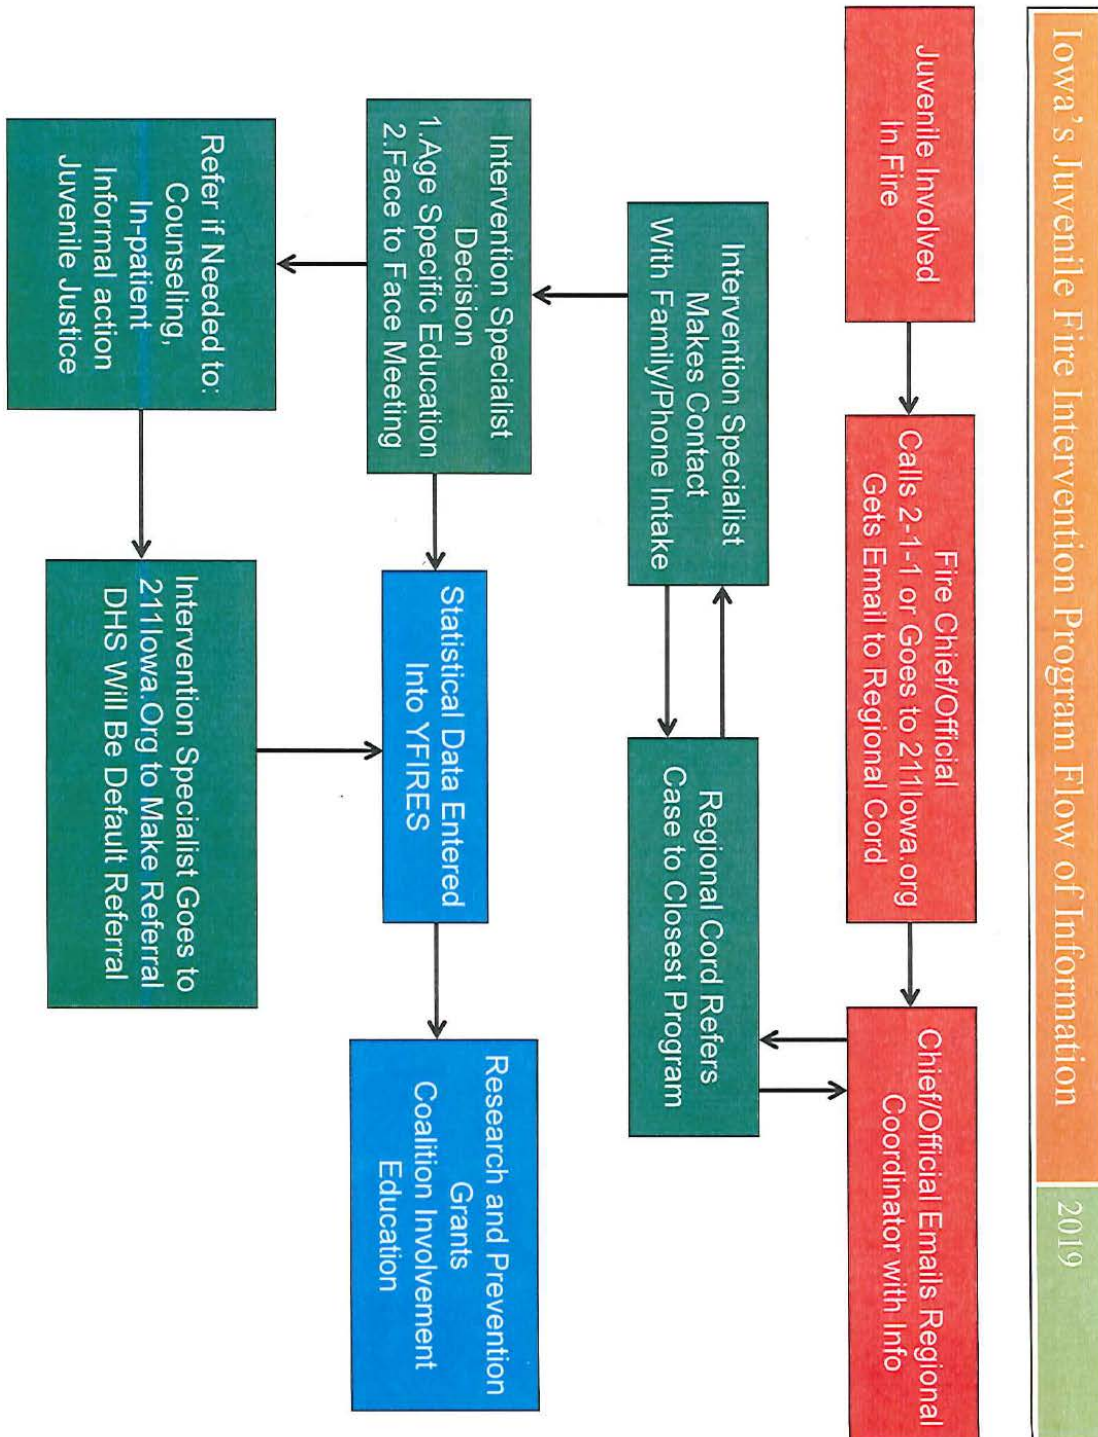 Iowa's Juvenile Fire Intervention Program Flow of Information
2019
Juvenile Involved
In Fire
Fire Chief/Official
Calls 2-1-1 or Goes to 211Iowa.org
Gets Email to Regional Cord
Chief/Official Emails Regional
Coordinator with Info
Intervention Specialist
Makes Contact
With Family/Phone Intake
Regional Cord Refers
Case to Closest Program
Intervention Specialist
Decision
1.Age Specific Education
2.Face to Face Meeting
Statistical Data Entered
Into YFIRES
Research and Prevention
Grants
Coalition Involvement
Education
Refer if Needed to:
Counseling,
In-patient
Informal action
Juvenile Justice
Intervention Specialist Goes to
211Iowa.Org to Make Referral
DHS Will Be Default Referral